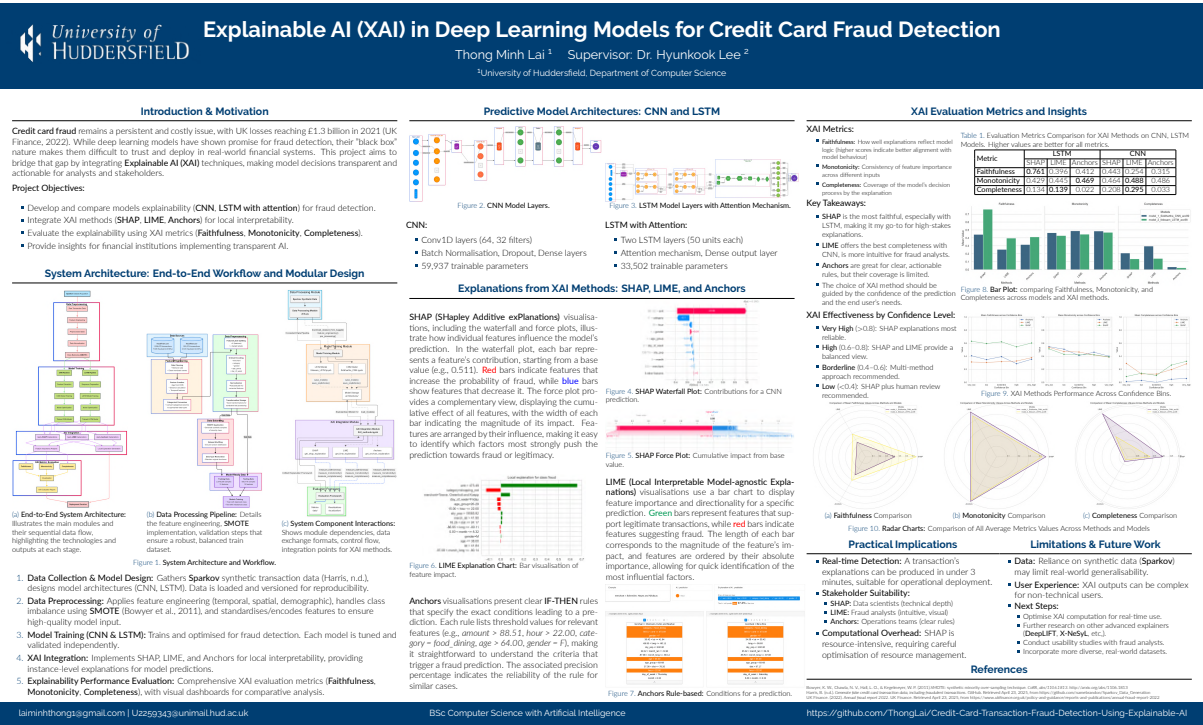 University of
HUDDERSFIELD
Explainable AI (XAI) in Deep Learning Models for Credit Card Fraud Detection
Thong Minh Lai ¹ Supervisor: Dr. Hyunkook Lee ²
¹University of Huddersfield, Department of Computer Science
Introduction & Motivation
Credit card fraud remains a persistent and costly issue, with UK losses reaching £1.3 billion in 2021 (UK
Finance, 2022). While deep learning models have shown promise for fraud detection, their "black box"
nature makes them difficult to trust and deploy in real-world financial systems. This project aims to
bridge that gap by integrating Explainable AI (XAI) techniques, making model decisions transparent and
actionable for analysts and stakeholders.
Project Objectives:
Develop and compare models explainability (CNN, LSTM with attention) for fraud detection.
Integrate XAI methods (SHAP, LIME, Anchors) for local interpretability.
Evaluate the explainability using XAI metrics (Faithfulness, Monotonicity, Completeness).
Provide insights for financial institutions implementing transparent AI.
System Architecture: End-to-End Workflow and Modular Design
(a) End-to-End System Architecture:
Illustrates the main modules and
their sequential data flow,
highlighting the technologies and
outputs at each stage.
(b) Data Processing Pipeline: Details
the feature engineering, SMOTE
implementation, validation steps that
ensure a robust, balanced train
dataset.
(c) System Component Interactions:
Shows module dependencies, data
exchange formats, control flow,
integration points for XAI methods.
Figure 1. System Architecture and Workflow.
1. Data Collection & Model Design: Gathers Sparkov synthetic transaction data (Harris, n.d.),
designs model architectures (CNN, LSTM). Data is loaded and versioned for reproducibility.
2. Data Preprocessing: Applies feature engineering (temporal, spatial, demographic), handles class
imbalance using SMOTE (Bowyer et al., 2011), and standardises/encodes features to ensure
high-quality model input.
3. Model Training (CNN & LSTM): Trains and optimised for fraud detection. Each model is tuned and
validated independently.
4. XAI Integration: Implements SHAP, LIME, and Anchors for local interpretability, providing
instance-level explanations for model predictions.
5. Explainability Performance Evaluation: Comprehensive XAI evaluation metrics (Faithfulness,
Monotonicity, Completeness), with visual dashboards for comparative analysis.
Predictive Model Architectures: CNN and LSTM
Figure 2. CNN Model Layers.
Figure 3. LSTM Model Layers with Attention Mechanism.
CNN:
Conv1D layers (64, 32 filters)
Batch Normalisation, Dropout, Dense layers
59,937 trainable parameters
LSTM with Attention:
Two LSTM layers (50 units each)
Attention mechanism, Dense output layer
33,502 trainable parameters
Explanations from XAI Methods: SHAP, LIME, and Anchors
SHAP (SHapley Additive exPlanations) visualisa-
tions, including the waterfall and force plots, illus-
trate how individual features influence the model's
prediction. In the waterfall plot, each bar repre-
sents a feature's contribution, starting from a base
value (e.g., 0.511). Red bars indicate features that
increase the probability of fraud, while blue bars
show features that decrease it. The force plot pro-
vides a complementary view, displaying the cumu-
lative effect of all features, with the width of each
bar indicating the magnitude of its impact. Fea-
tures are arranged by their influence, making it easy
to identify which factors most strongly push the
prediction towards fraud or legitimacy.
Figure 4. SHAP Waterfall Plot: Contributions for a CNN
prediction.
Figure 5. SHAP Force Plot: Cumulative impact from base
value.
Figure 6. LIME Explanation Chart: Bar visualisation of
feature impact.
LIME (Local Interpretable Model-agnostic Expla-
nations) visualisations use a bar chart to display
feature importance and directionality for a specific
prediction. Green bars represent features that sup-
port legitimate transactions, while red bars indicate
features suggesting fraud. The length of each bar
corresponds to the magnitude of the feature's im-
pact, and features are ordered by their absolute
importance, allowing for quick identification of the
most influential factors.
Anchors visualisations present clear IF-THEN rules
that specify the exact conditions leading to a pre-
diction. Each rule lists threshold values for relevant
features (e.g., amount > 88.51, hour > 22.00, cate-
gory = food_dining, age > 66.00, gender = F), making
it straightforward to understand the criteria that
trigger a fraud prediction. The associated precision
percentage indicates the reliability of the rule for
similar cases.
Figure 7. Anchors Rule-based: Conditions for a prediction.
XAI Evaluation Metrics and Insights
XAI Metrics:
Faithfulness: How well explanations reflect model
logic (higher scores indicate better alignment with
model behaviour)
Monotonicity: Consistency of feature importance
across different inputs
Completeness: Coverage of the model's decision
process by the explanation
Table 1. Evaluation Metrics Comparison for XAI Methods on CNN, LSTM
Models. Higher values are better for all metrics.
Metric LSTM CNN
SHAP LIME Anchors SHAP LIME Anchors
Faithfulness 0.761 0.396 0.412 0.443 0.254 0.315
Monotonicity 0.429 0.445 0.469 0.464 0.488 0.486
Completeness 0.134 0.139 0.022 0.208 0.295 0.033
Key Takeaways:
SHAP is the most faithful, especially with
LSTM, making it my go-to for high-stakes
explanations.
LIME offers the best completeness with
CNN, is more intuitive for fraud analysts.
Anchors are great for clear, actionable
rules, but their coverage is limited.
The choice of XAI method should be
guided by the confidence of the prediction
and the end user's needs.
Figure 8. Bar Plot: comparing Faithfulness, Monotonicity, and
Completeness across models and XAI methods.
XAI Effectiveness by Confidence Level:
Very High (>0.8): SHAP explanations most
reliable.
High (0.6–0.8): SHAP and LIME provide a
balanced view.
Borderline (0.4–0.6): Multi-method
approach recommended.
Low (<0.4): SHAP plus human review
recommended.
Figure 9. XAI Methods Performance Across Confidence Bins.
(a) Faithfulness Comparison
(b) Monotonicity Comparison
(c) Completeness Comparison
Figure 10. Radar Charts: Comparison of All Average Metrics Values Across Methods and Models
Practical Implications
Real-time Detection: A transaction's
explanations can be produced in under 3
minutes, suitable for operational deployment.
Stakeholder Suitability:
SHAP: Data scientists (technical depth)
LIME: Fraud analysts (intuitive, visual)
Anchors: Operations teams (clear rules)
Computational Overhead: SHAP is
resource-intensive, requiring careful
optimisation of resource management.
Limitations & Future Work
Data: Reliance on synthetic data (Sparkov)
may limit real-world generalisability.
User Experience: XAI outputs can be complex
for non-technical users.
Next Steps:
Optimise XAI computation for real-time use.
Further research on other advanced explainers
(DeepLIFT, X-NeSyL, etc.).
Conduct usability studies with fraud analysts.
Incorporate more diverse, real-world datasets.
References
laiminhthong1@gmail.com | U2259343@unimail.hud.ac.uk
BSc Computer Science with Artificial Intelligence
https://github.com/ThongLai/Credit-Card-Transaction-Fraud-Detection-Using-Explainable-AI